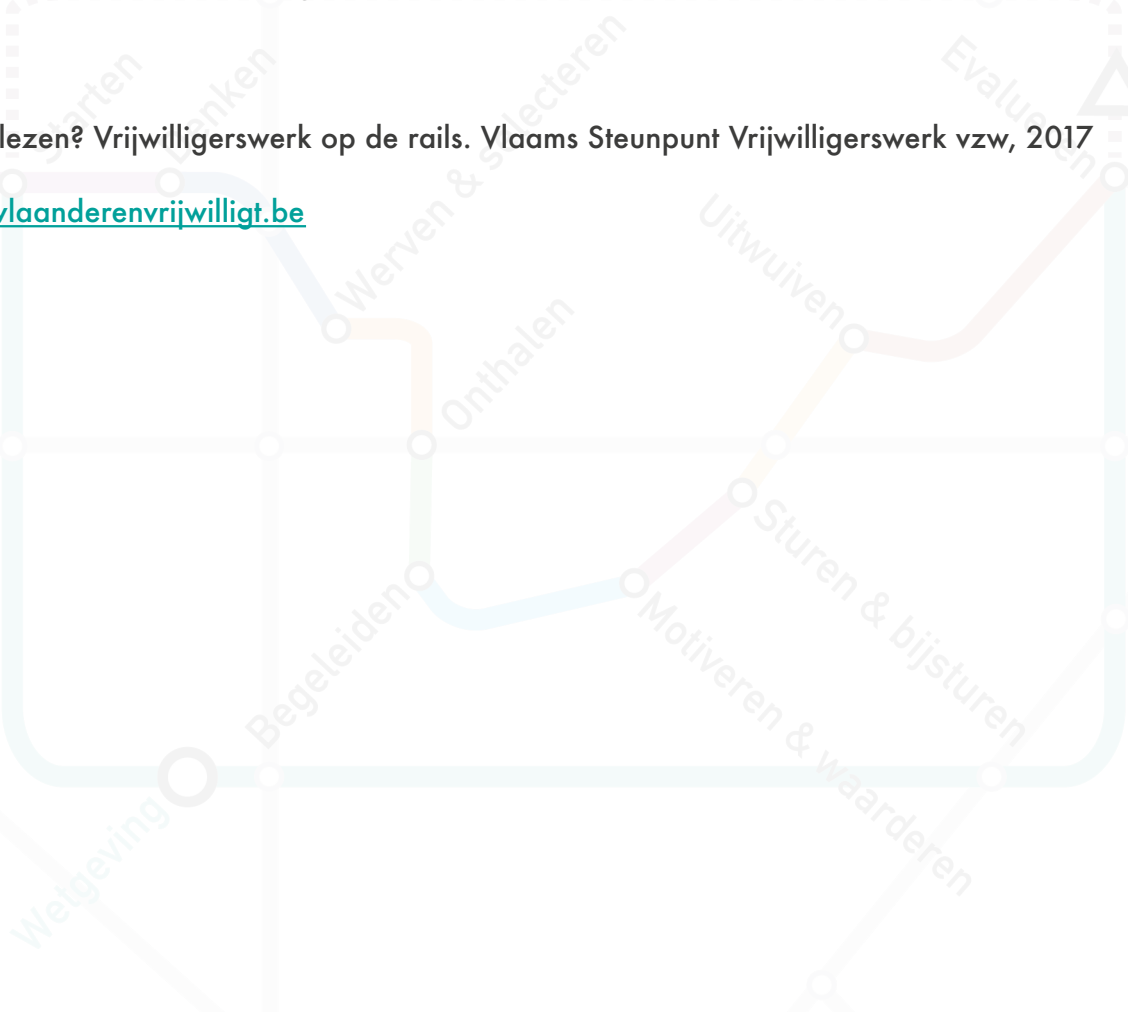 Starten
Denken
Werven & selecteren
Evalueren
lezen? Vrijwilligerswerk op de rails. Vlaams Steunpunt Vrijwilligerswerk vzw, 2017
vlaanderenvrijwilligt.be
Uitwuiven
Onthalen
Sturen & bijsturen
Begeleiden
Motiveren & waarderen
Wetgeving